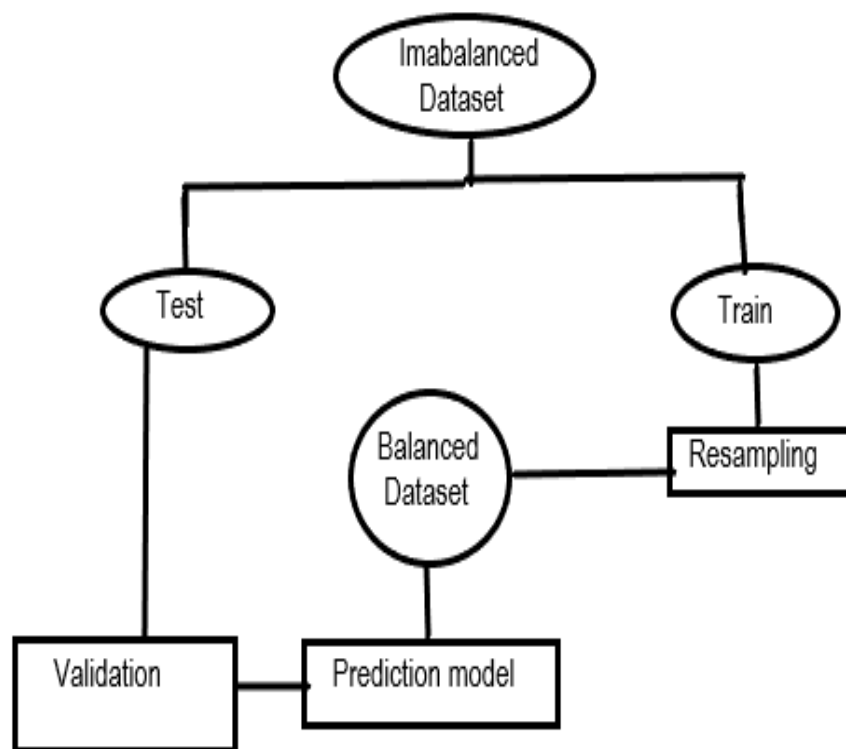 Imabalanced
Dataset
Test
Train
Balanced
Dataset
Resampling
Validation
Prediction model